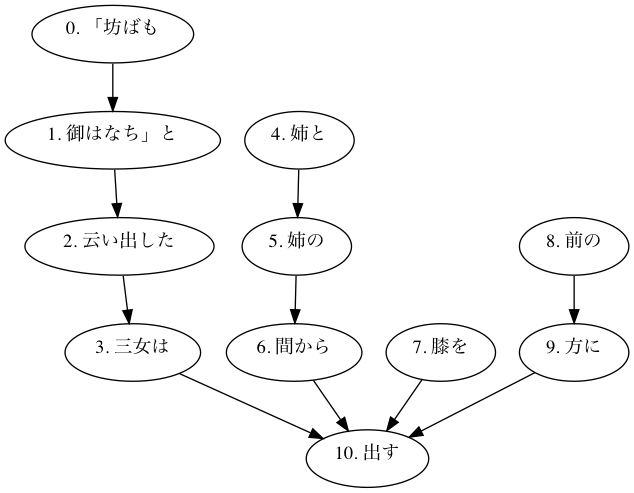 0. 「坊ばも
1. 御はなち」と
4. 姉と
2. 云い出した
5. 姉の
8. 前の
3. 三女は
6. 間から
7. 膝を
9. 方に
10. 出す